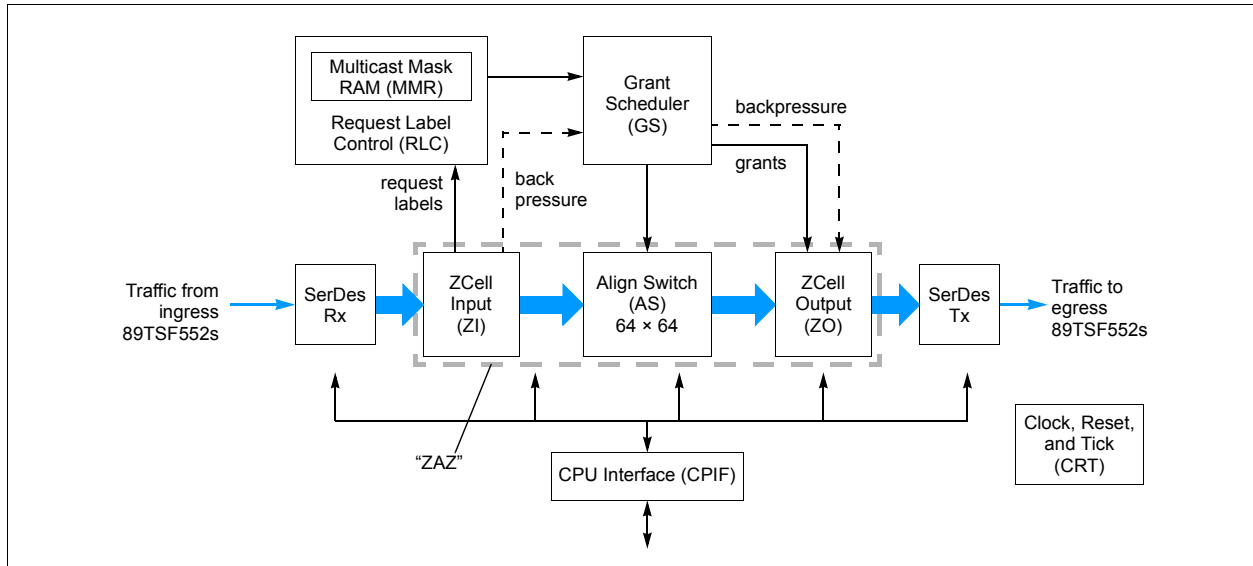 Multicast Mask
RAM (MMR)
Request Label
Control (RLC)
Grant
Scheduler
(GS)
backpressure
grants
request
labels
back
pressure
Traffic from
ingress
89TSF552s
SerDes
Rx
ZCell
Input
(ZI)
Align Switch
(AS)
64 × 64
ZCell
Output
(ZO)
SerDes
Tx
Traffic to
egress
89TSF552s
“ZAZ”
CPU Interface (CPIF)
Clock, Reset,
and Tick
(CRT)